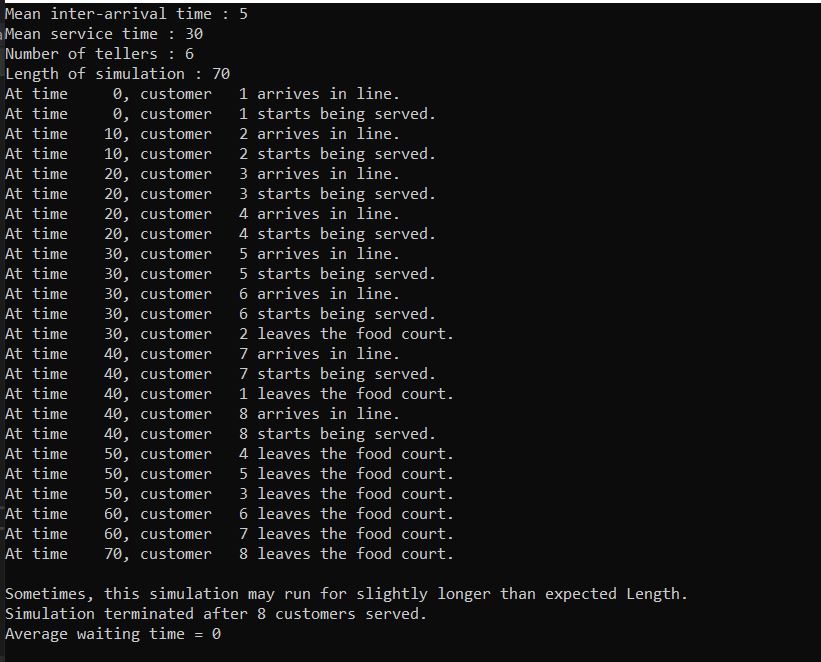 Mean inter-arrival time : 5
Mean service time : 30
Number of tellers : 6
Length of simulation : 70
At time     0, customer   1 arrives in line.
At time     0, customer   1 starts being served.
At time    10, customer   2 arrives in line.
At time    10, customer   2 starts being served.
At time    20, customer   3 arrives in line.
At time    20, customer   3 starts being served.
At time    20, customer   4 arrives in line.
At time    20, customer   4 starts being served.
At time    30, customer   5 arrives in line.
At time    30, customer   5 starts being served.
At time    30, customer   6 arrives in line.
At time    30, customer   6 starts being served.
At time    30, customer   2 leaves the food court.
At time    40, customer   7 arrives in line.
At time    40, customer   7 starts being served.
At time    40, customer   1 leaves the food court.
At time    40, customer   8 arrives in line.
At time    40, customer   8 starts being served.
At time    50, customer   4 leaves the food court.
At time    50, customer   5 leaves the food court.
At time    50, customer   3 leaves the food court.
At time    60, customer   6 leaves the food court.
At time    60, customer   7 leaves the food court.
At time    70, customer   8 leaves the food court.
Sometimes, this simulation may run for slightly longer than expected Length.
Simulation terminated after 8 customers served.
Average waiting time = 0